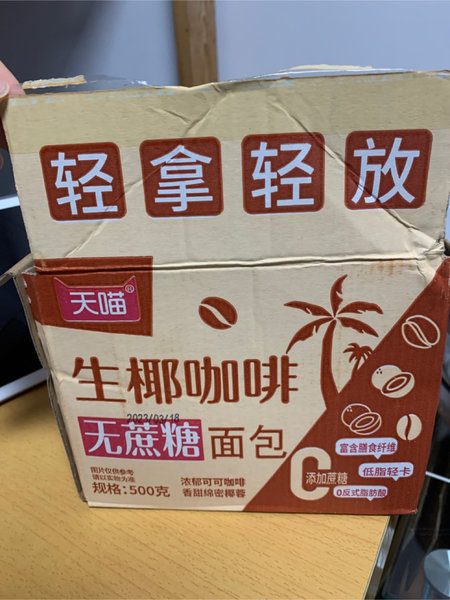 轻拿轻放
天喵
生椰咖啡
2023/03/18
无蔗糖面包
图片仅供参考
请以实物为准
规格:500克
浓郁可可咖啡
香甜绵密椰蓉
0添加蔗糖
富含膳食纤维
低脂轻卡
0反式脂肪酸